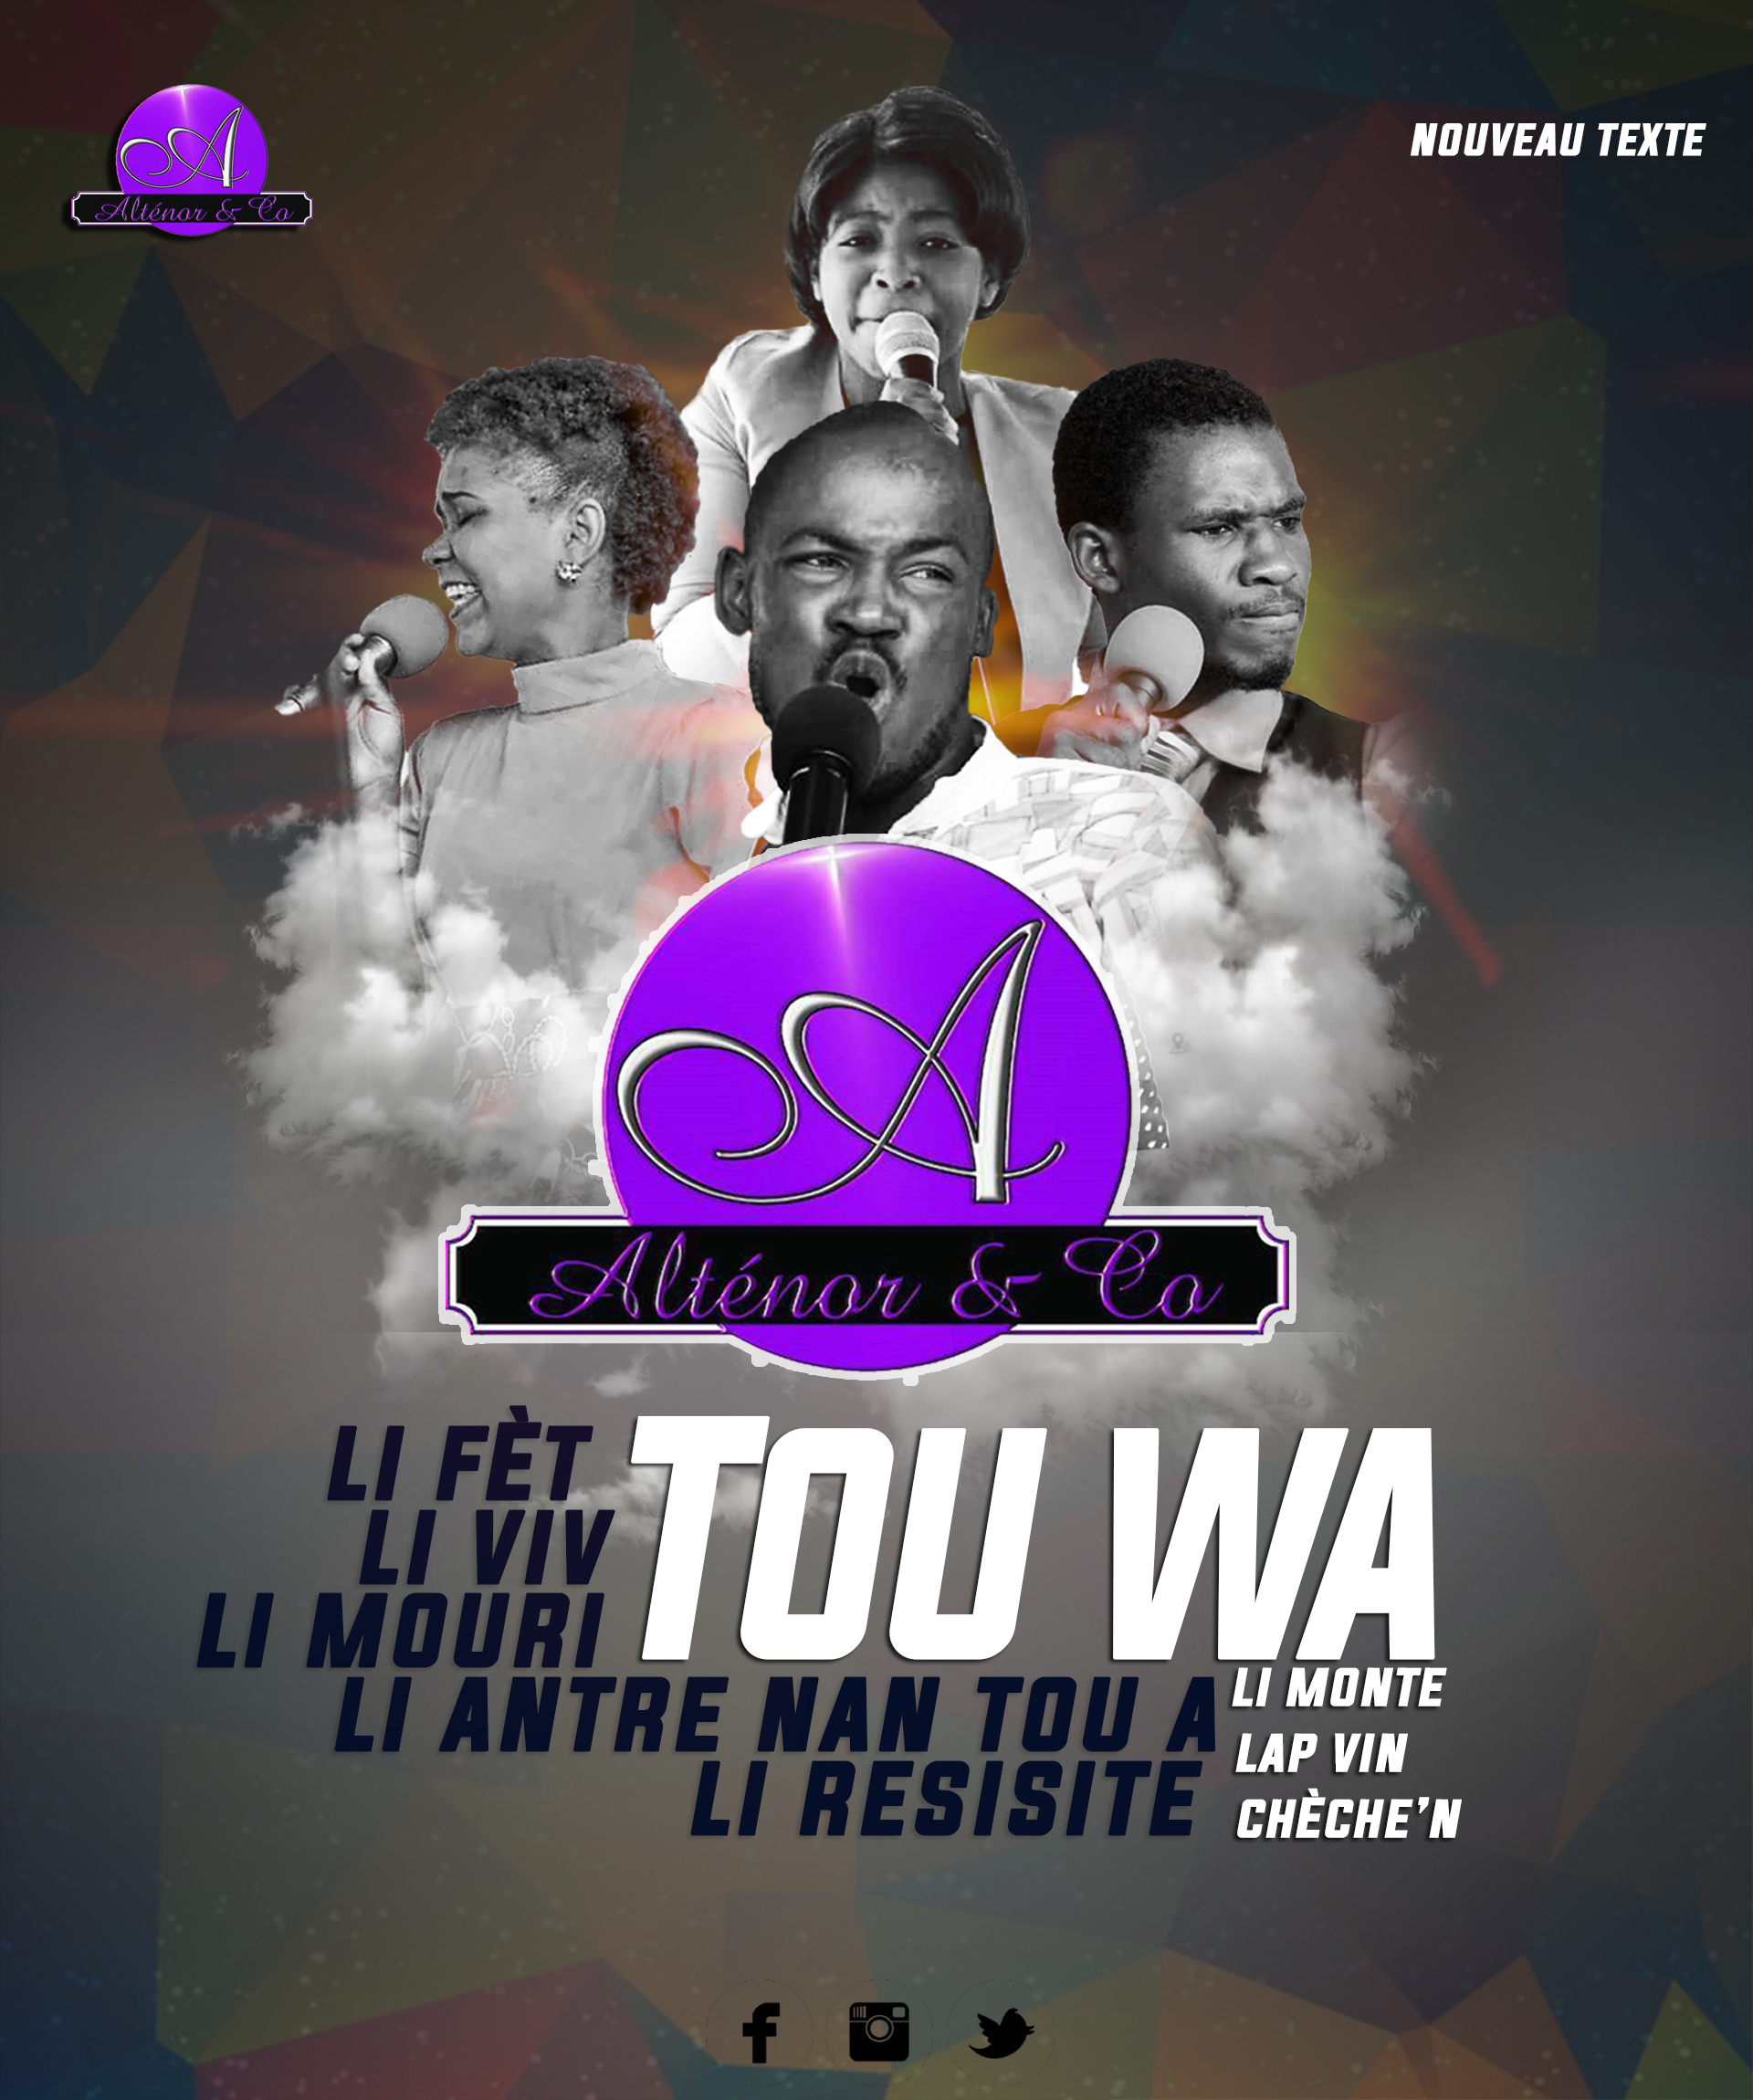 A
Alténor & Co
NOUVEAU TEXTE
A
Alténor & Co
LI FÈT
LI VIV
LI MOURI
TOU WA
LI ANTRE NAN TOU A
LI RESISITE
LI MONTE
LAP VIN
CHÈCHE'N